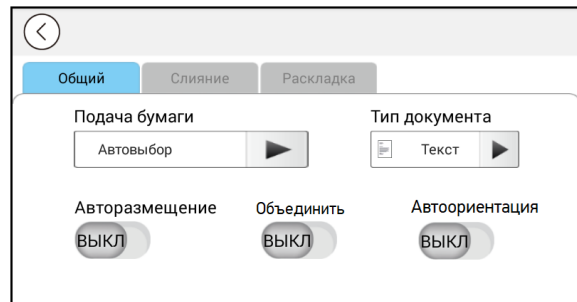 Общий Слияние Раскладка
Подача бумаги Тип документа
Автовыбор Текст
Авторазмещение Объединить Автоориентация
ВЫКЛ ВЫКЛ ВЫКЛ